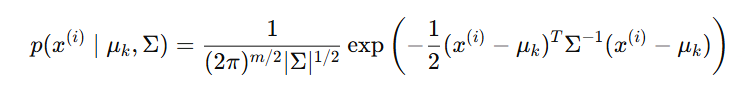 p(x^{(i)} | μ_k, Σ) = \frac{1}{(2π)^{m/2}|Σ|^{1/2}} exp ( -\frac{1}{2}(x^{(i)} − μ_k)^T Σ^{−1}(x^{(i)} − μ_k) )